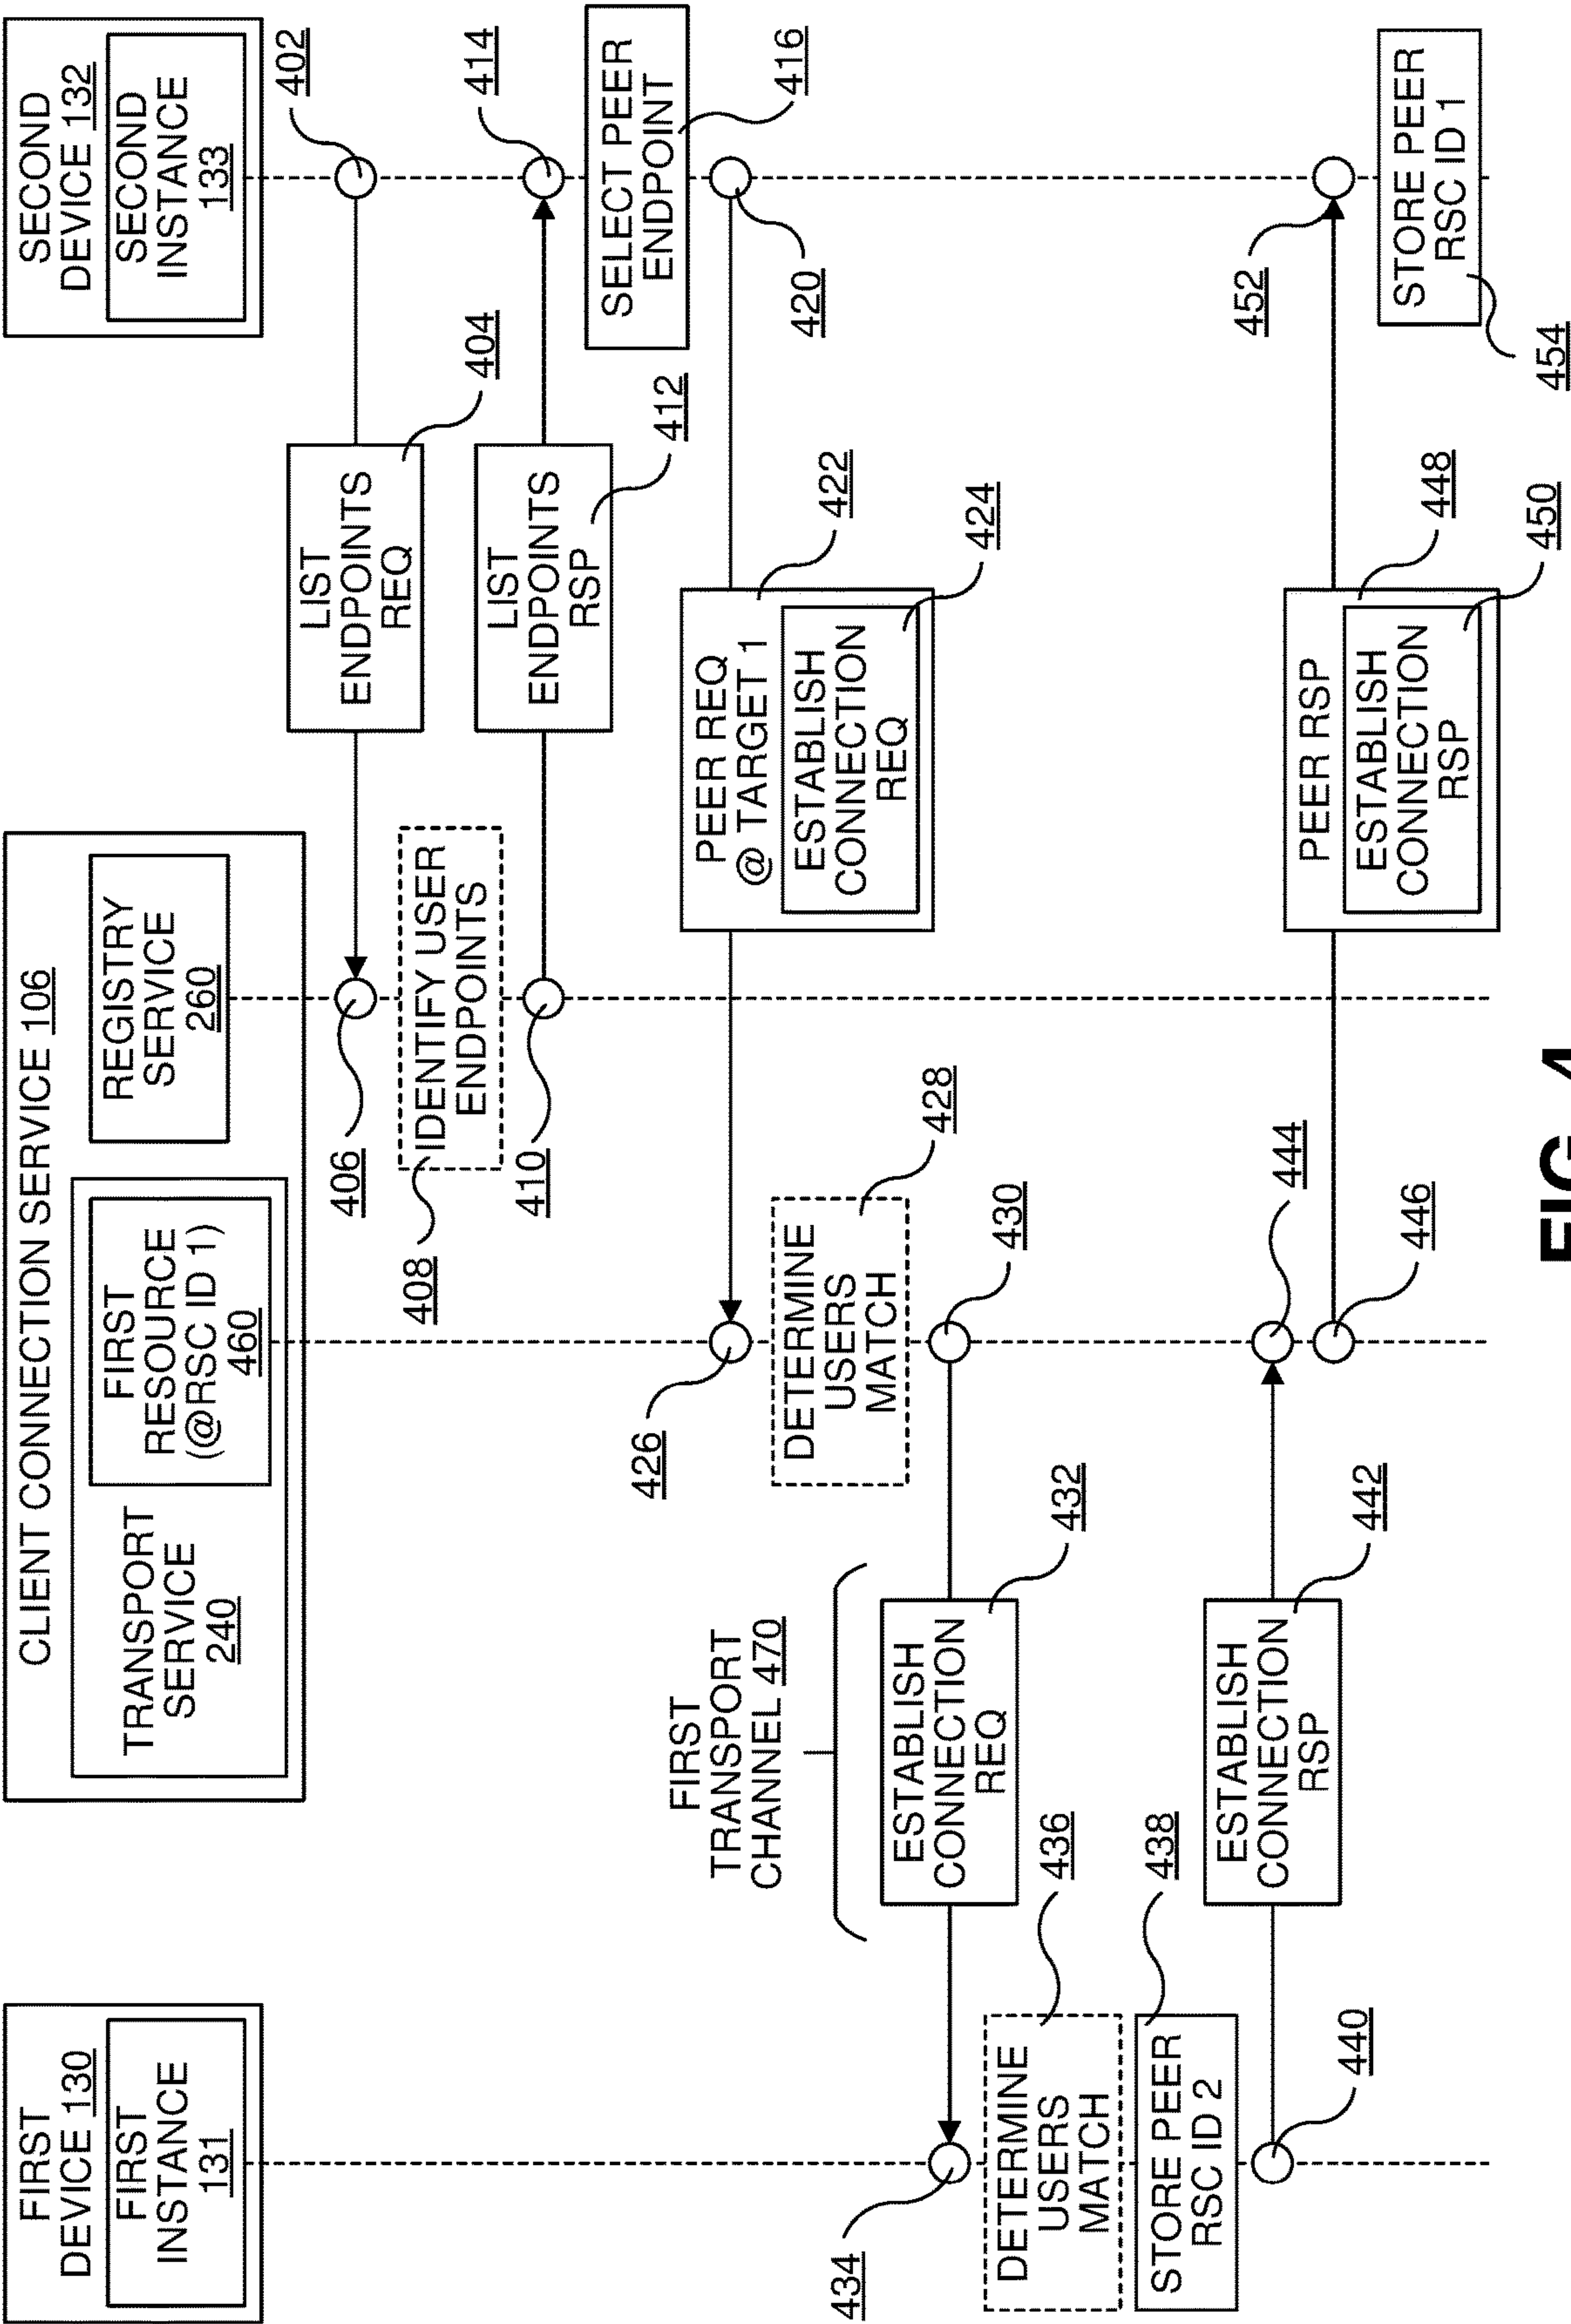 FIRST
DEVICE 130
FIRST
INSTANCE
131
CLIENT CONNECTION SERVICE 106
TRANSPORT
SERVICE
240
FIRST
RESOURCE
(@RSC ID 1)
460
REGISTRY
SERVICE
260
SECOND
DEVICE 132
SECOND
INSTANCE
133
402
LIST
ENDPOINTS
REQ
404
406
408
IDENTIFY USER
ENDPOINTS
410
LIST
ENDPOINTS
RSP
412
414
SELECT PEER
ENDPOINT
416
420
PEER REQ
@ TARGET 1
422
ESTABLISH
CONNECTION
REQ
424
426
DETERMINE
USERS
MATCH
428
430
FIRST
TRANSPORT
CHANNEL 470
ESTABLISH
CONNECTION
REQ
432
434
DETERMINE
USERS
MATCH
436
STORE PEER
RSC ID 2
438
440
ESTABLISH
CONNECTION
RSP
442
444
446
PEER RSP
448
ESTABLISH
CONNECTION
RSP
450
452
STORE PEER
RSC ID 1
454
FIG. 4